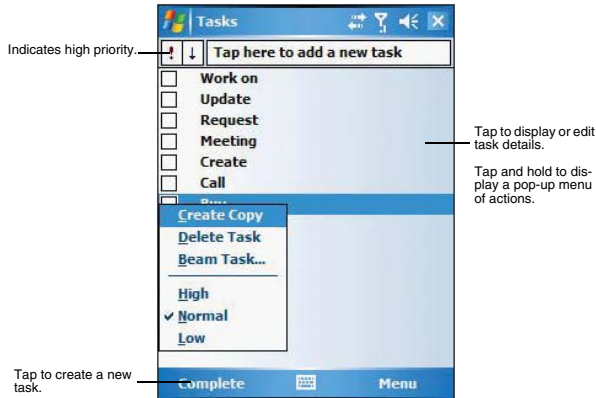 Tasks
Indicates high priority.
! ↓ Tap here to add a new task
Work on
Update
Request
Meeting
Create
Call
Buy
Tap to display or edit
task details.
Tap and hold to dis-
play a pop-up menu
of actions.
Create Copy
Delete Task
Beam Task...
High
Normal
Low
Tap to create a new
task.
Complete
Menu